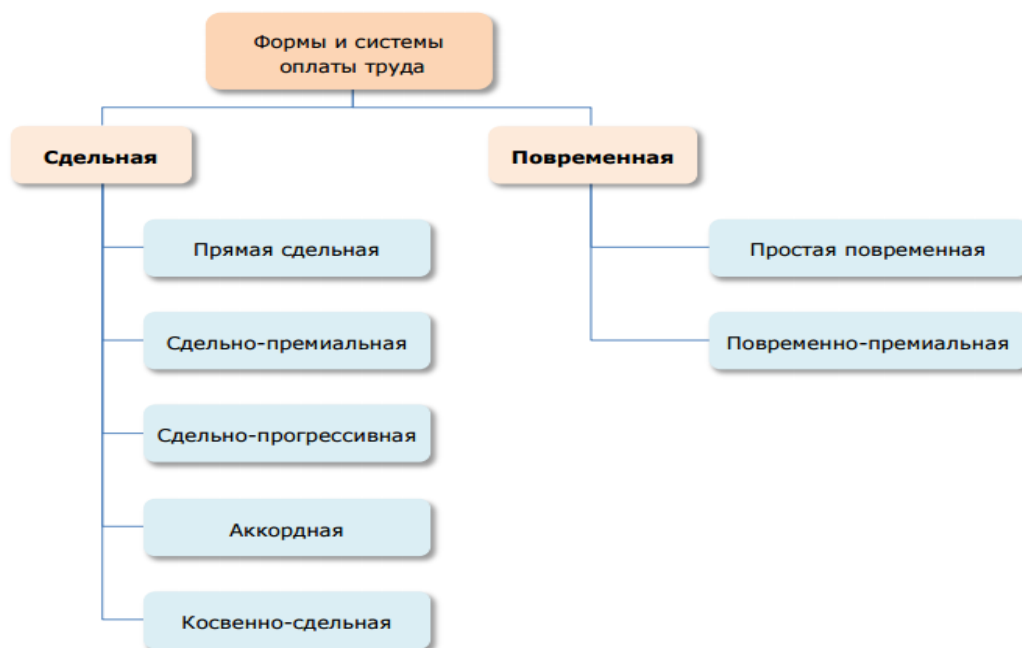 Формы и системы
оплаты труда
Сдельная
Повременная
Прямая сдельная
Простая повременная
Сдельно-премиальная
Повременно-премиальная
Сдельно-прогрессивная
Аккордная
Косвенно-сдельная